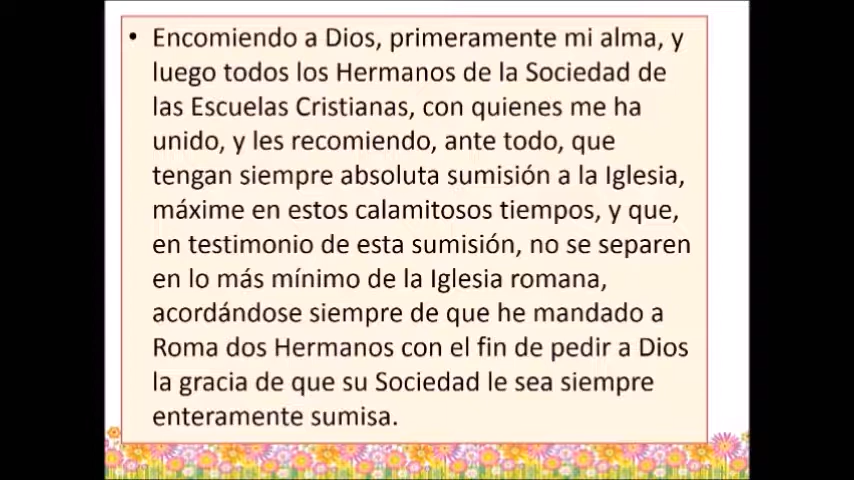 • Encomiendo a Dios, primeramente mi alma, y
luego todos los Hermanos de la Sociedad de
las Escuelas Cristianas, con quienes me ha
unido, y les recomiendo, ante todo, que
tengan siempre absoluta sumisión a la Iglesia,
máxime en estos calamitosos tiempos, y que,
en testimonio de esta sumisión, no se separen
en lo más mínimo de la Iglesia romana,
acordándose siempre de que he mandado a
Roma dos Hermanos con el fin de pedir a Dios
la gracia de que su Sociedad le sea siempre
enteramente sumisa.